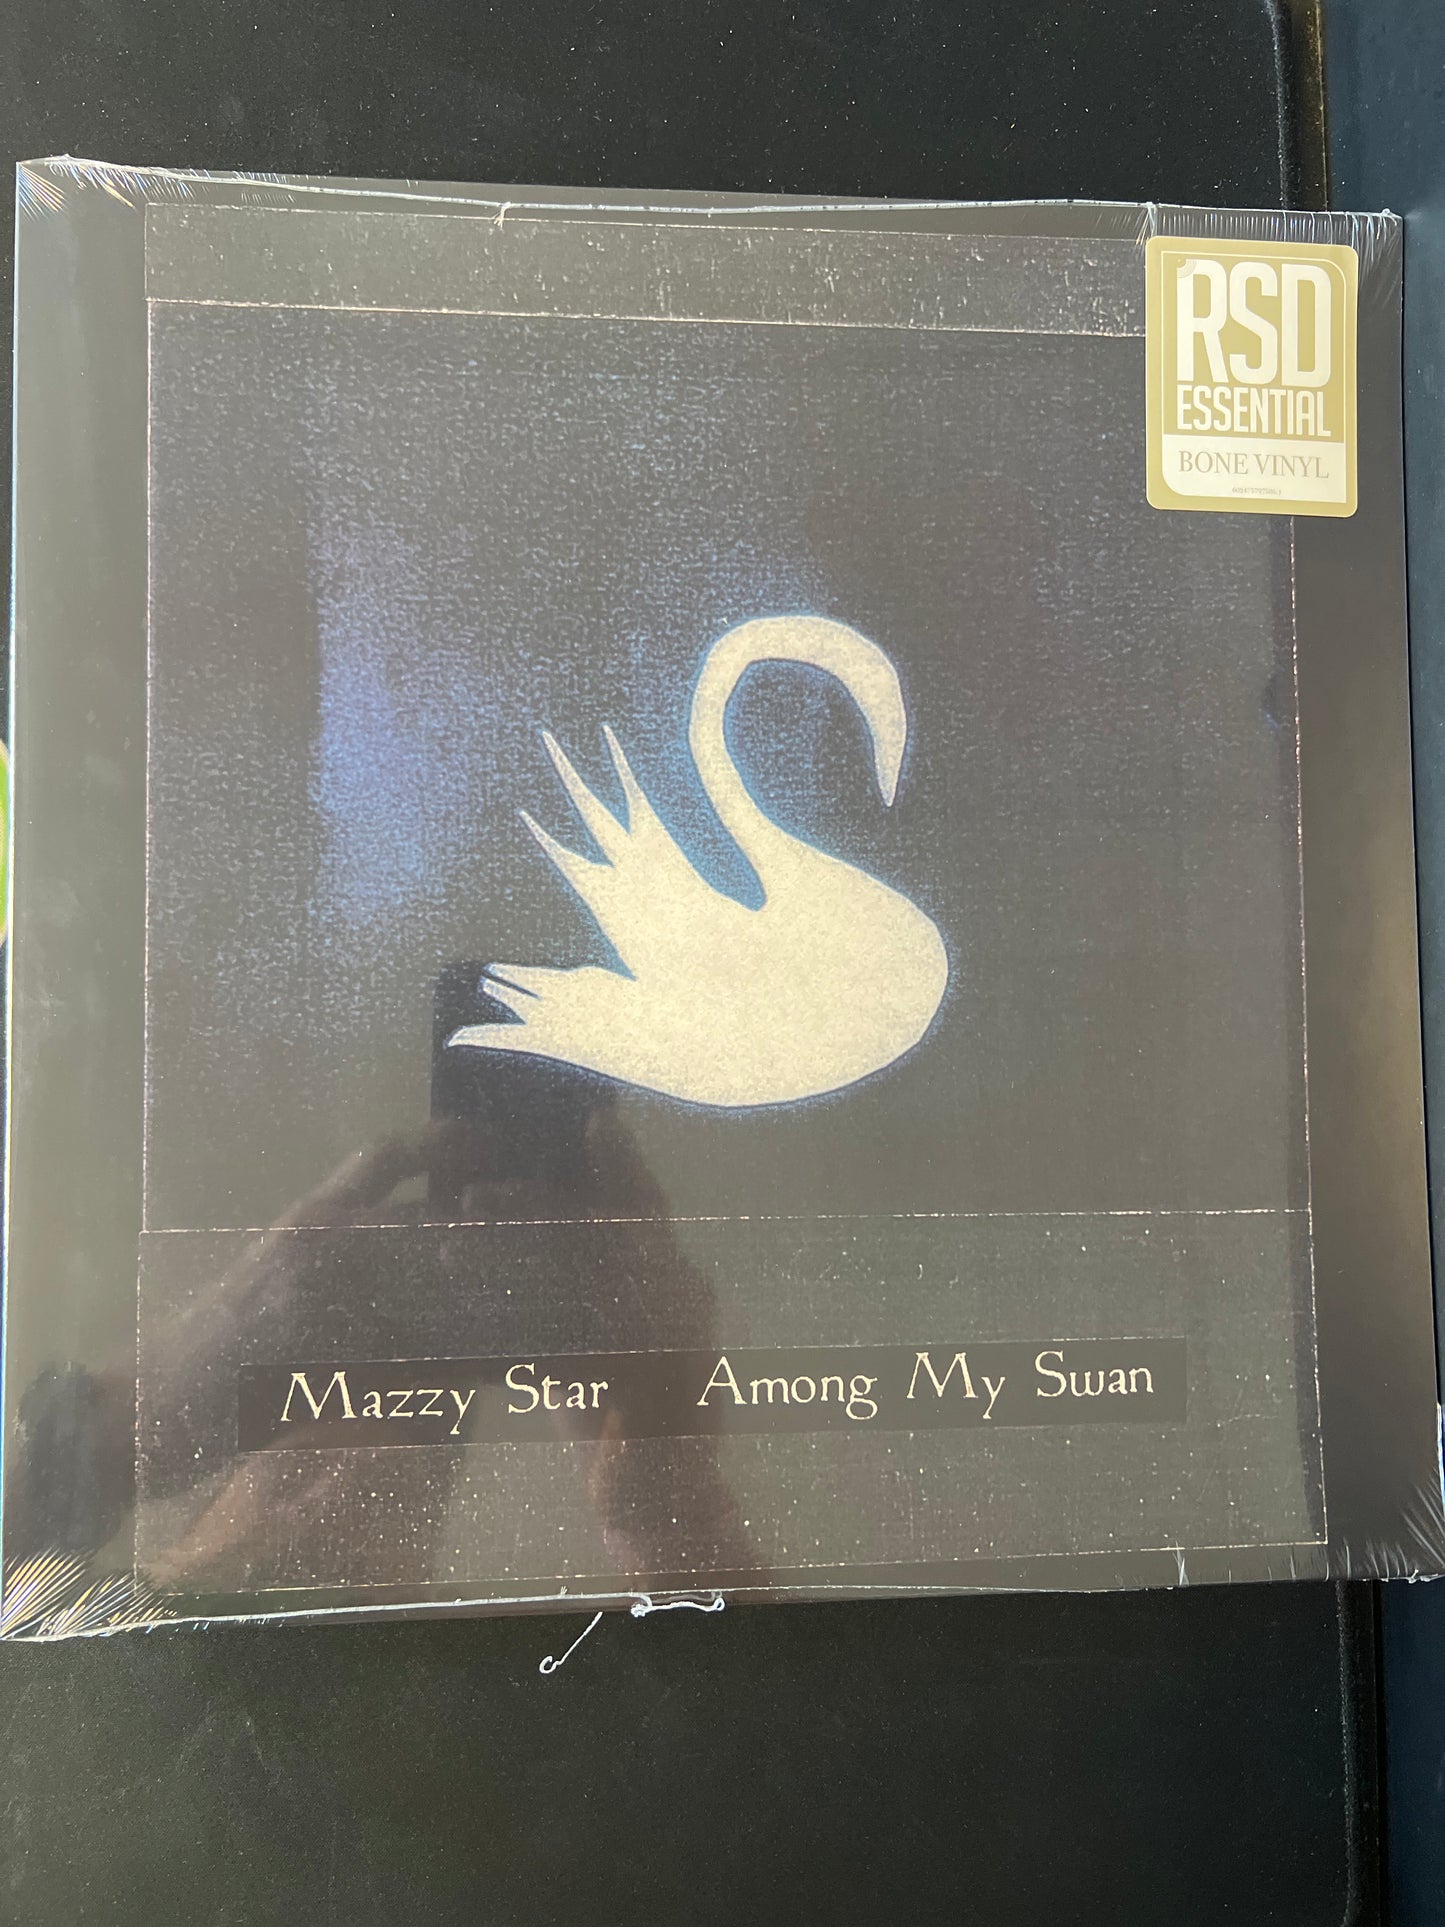 RSD
ESSENTIAL
BONE VINYL
Mazzy Star Among My Swan